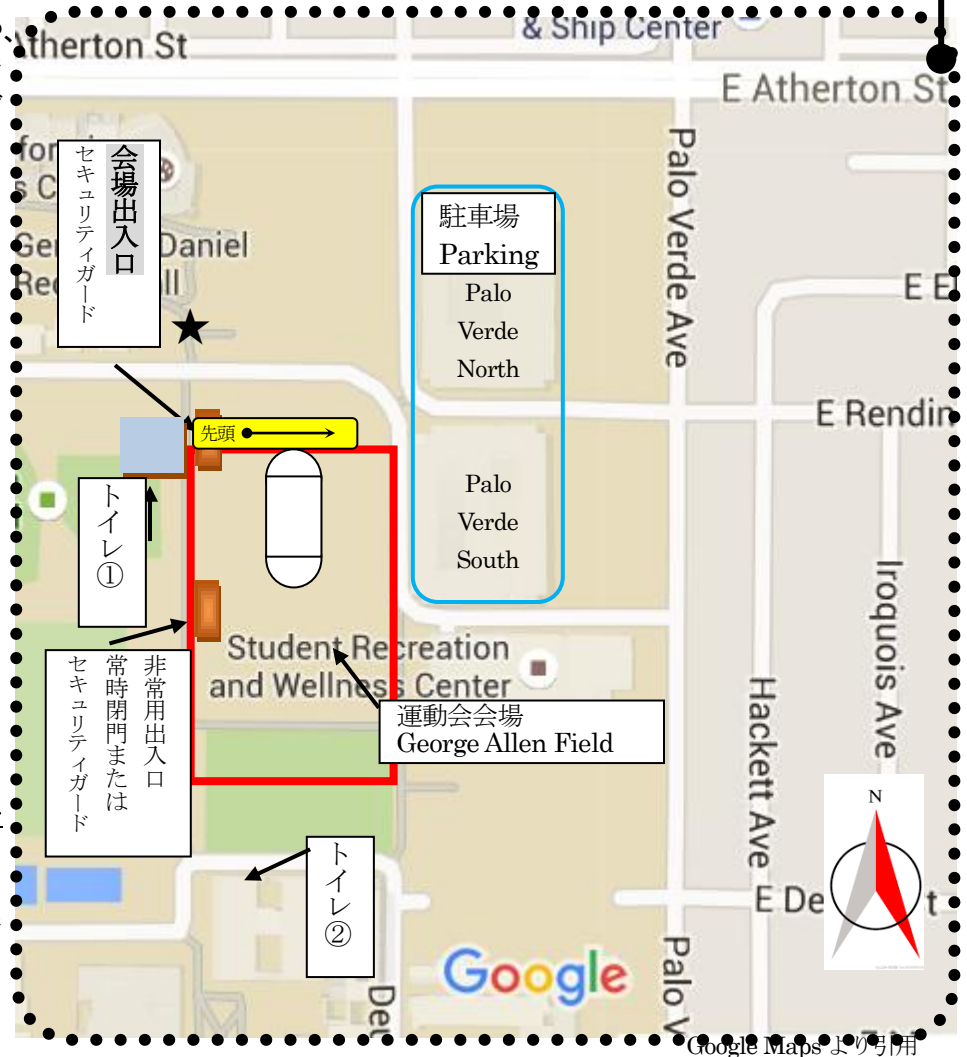 & Ship Center
Atherton St
E Atherton St
会場出入口
セキュリティガード
Daniel
駐車場
Parking
Palo
Verde
North
Palo Verde Ave
E Rendin
先頭
Palo
Verde
South
トイレ①
Student Recreation
and Wellness Center
非常用出入口
常時閉門または
セキュリティガード
運動会会場
George Allen Field
Iroquois Ave
Hackett Ave
N
トイレ②
E De
t
Google
Palo V
Google Maps より引用